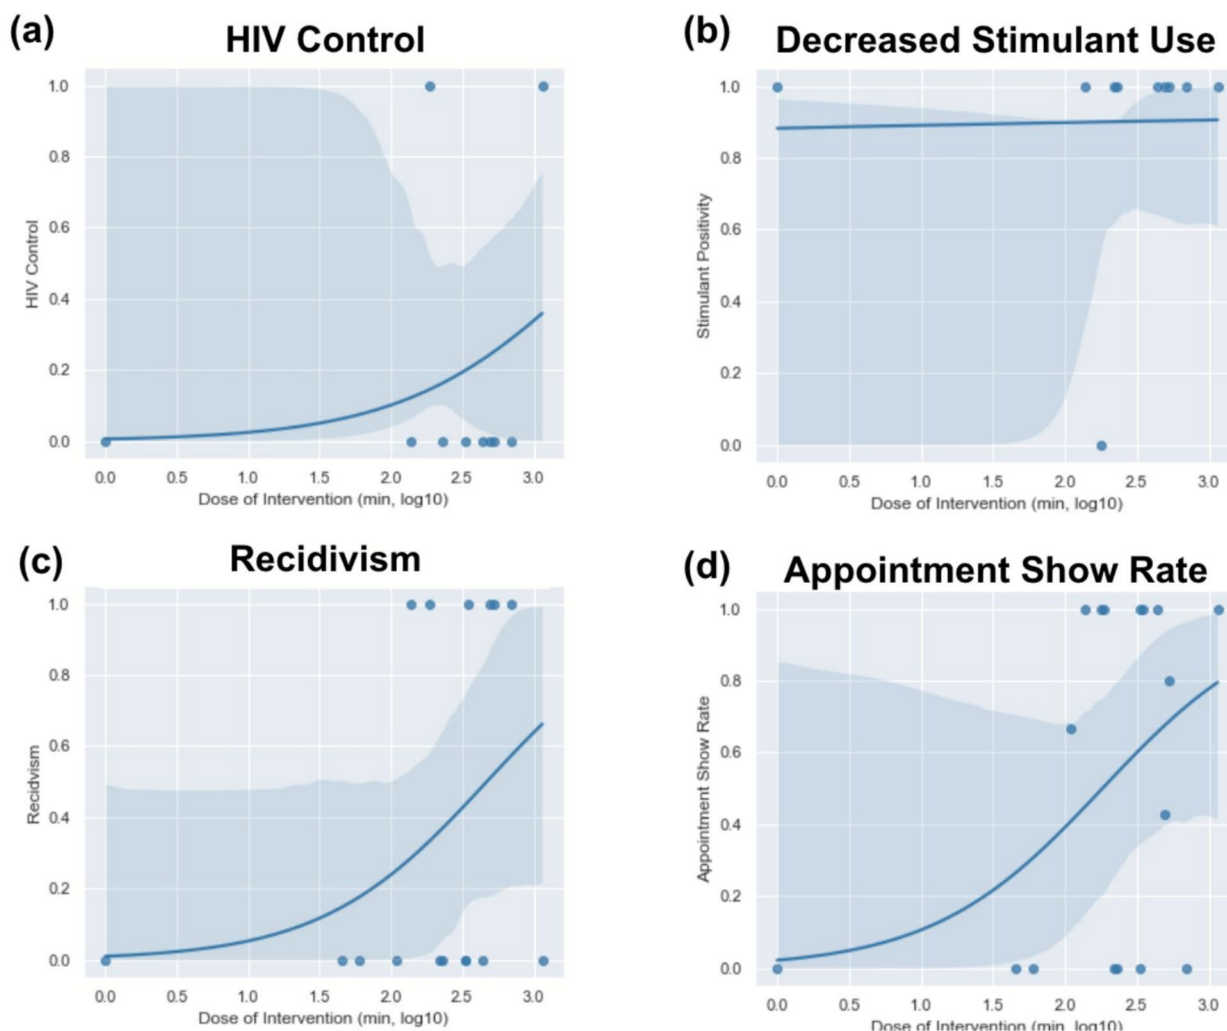 (a) HIV Control
1.0
0.8
0.6
0.4
0.2
0.0
HIV Control
0.0 0.5 1.0 1.5 2.0 2.5 3.0
Dose of Intervention (min, log10)
(b) Decreased Stimulant Use
1.0
0.8
0.6
0.4
0.2
0.0
Stimulant Positivity
0.0 0.5 1.0 1.5 2.0 2.5 3.0
Dose of Intervention (min, log10)
(c) Recidivism
1.0
0.8
0.6
0.4
0.2
0.0
Recidvism
0.0 0.5 1.0 1.5 2.0 2.5 3.0
Dose of Intervention (min, log10)
(d) Appointment Show Rate
1.0
0.8
0.6
0.4
0.2
0.0
Appointment Show Rate
0.0 0.5 1.0 1.5 2.0 2.5 3.0
Dose of Intervention (min, log10)